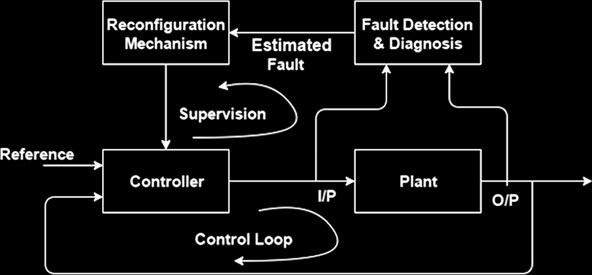 Reconfiguration
Mechanism
Fault Detection
& Diagnosis
Estimated
Fault
Supervision
Reference
Controller
I/P
Plant
O/P
Control Loop